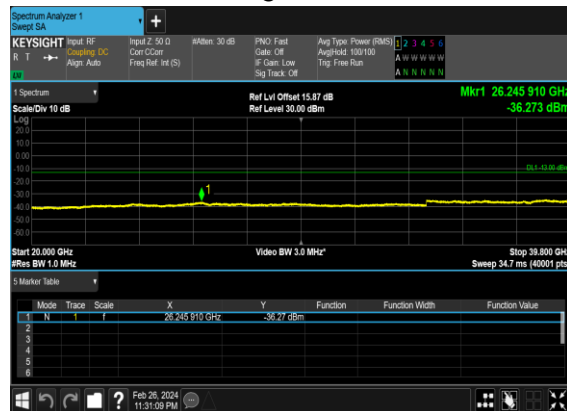 Spectrum Analyzer 1
Swept SA
KEYSIGHT Input: RF Input Z: 50 Ω #Atten: 30 dB PNO: Fast Avg Type: Power (RMS) 1 2 3 4 5 6
R T Coupling: DC Corr CCorr Gate: Off Avg|Hold: 100/100 A W W W W W
Align: Auto Freq Ref: Int (S) IF Gain: Low Trig: Free Run
LXI Sig Track: Off A N N N N N
1 Spectrum Mkr1 26.245 910 GHz
Ref Lvl Offset 15.87 dB
Scale/Div 10 dB Ref Level 30.00 dBm -36.273 dBm
Log
20.0
10.0
0.00
-10.0 DL1 -13.00 dBm
-20.0
-30.0 1
-40.0
-50.0
-60.0
Start 20.000 GHz Video BW 3.0 MHz* Stop 39.800 GHz
#Res BW 1.0 MHz Sweep 34.7 ms (40001 pts)
5 Marker Table
Mode Trace Scale X Y Function Function Width Function Value
1 N 1 f 26.245 910 GHz -36.27 dBm
2
3
4
5
6
? Feb 26, 2024
11:31:09 PM